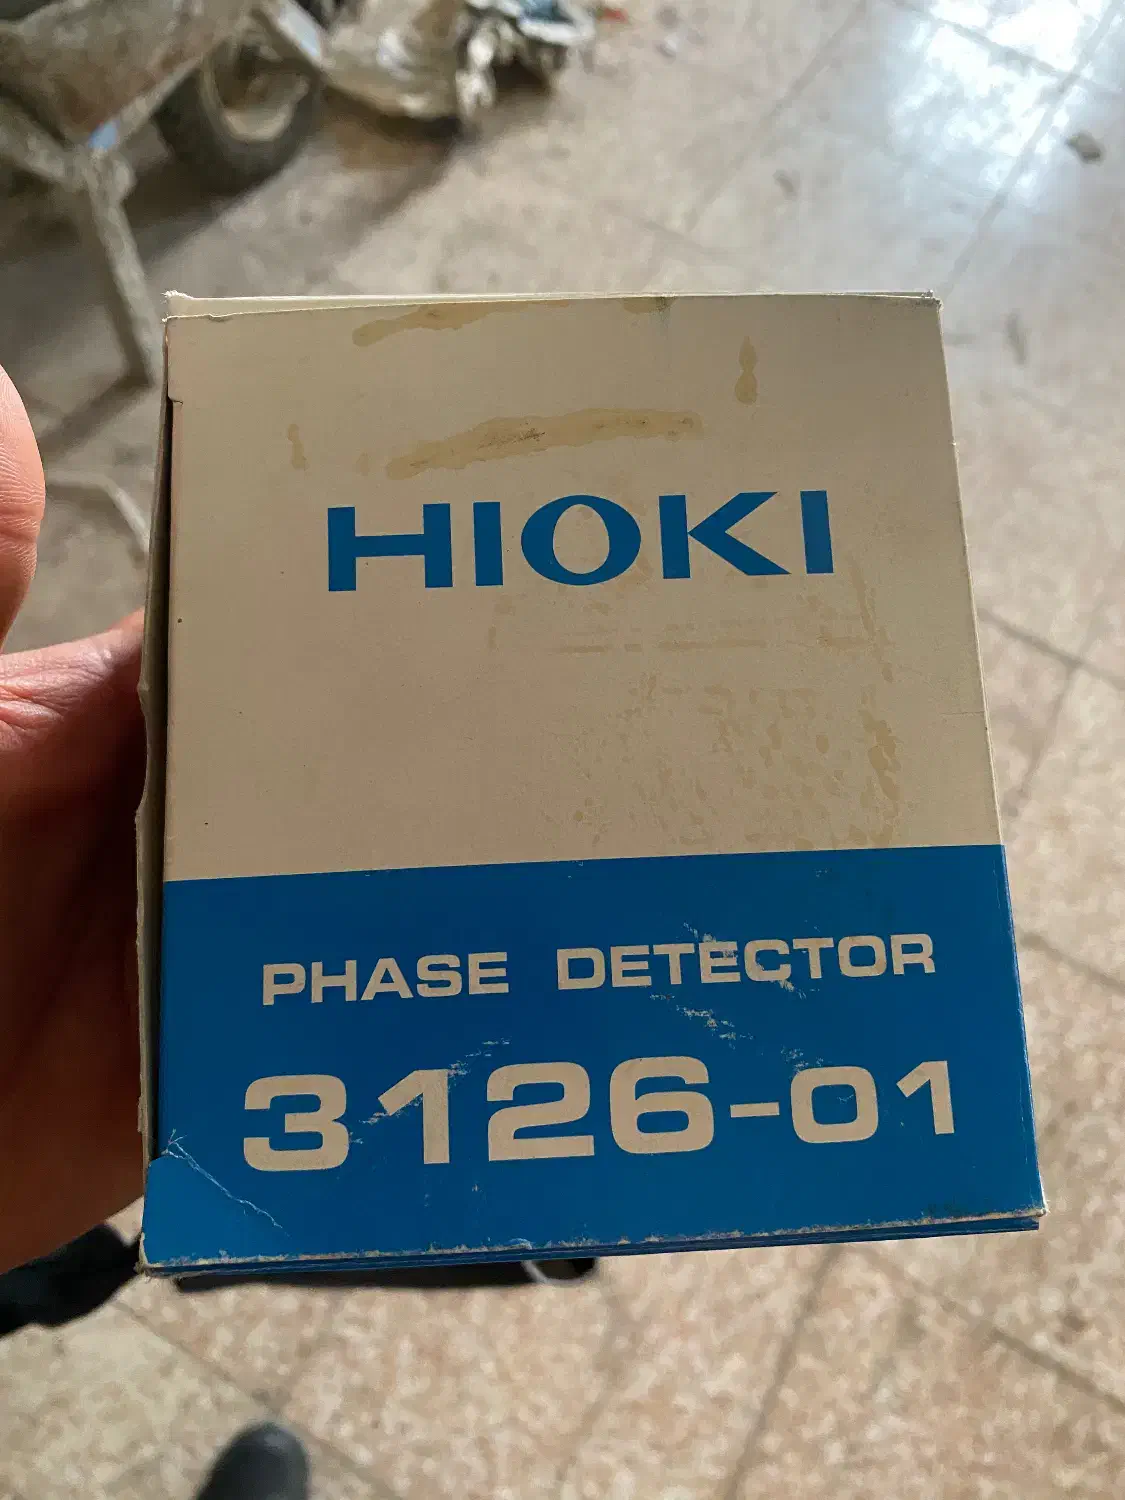 HIOKI
PHASE DETECTOR
3126-01